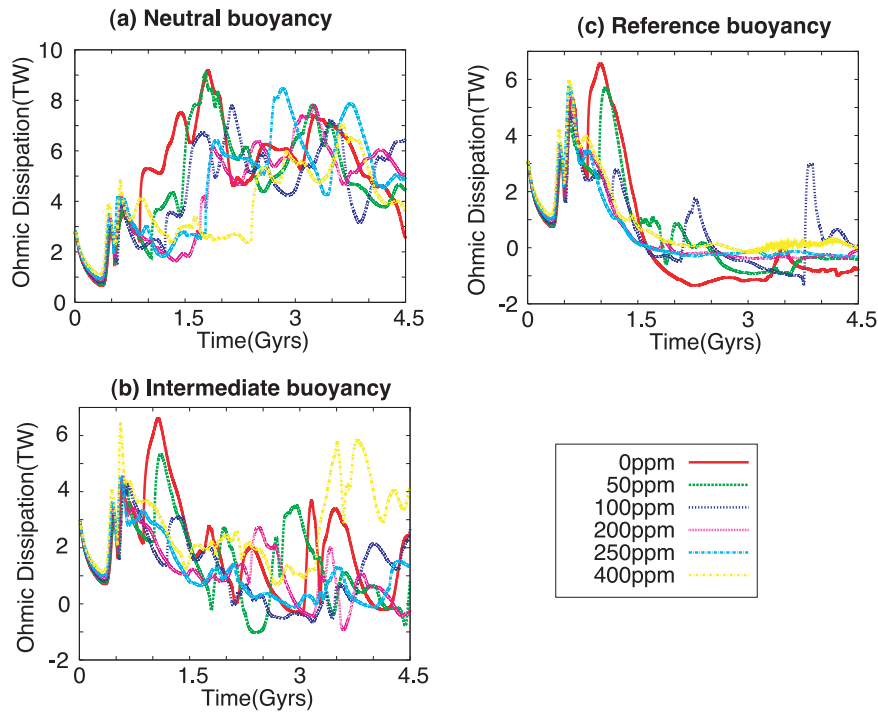 (a) Neutral buoyancy
Ohmic Dissipation(TW)
10
8
6
4
2
0
0
1.5
3
4.5
Time(Gyrs)
(c) Reference buoyancy
Ohmic Dissipation(TW)
6
4
2
0
-2
0
1.5
3
4.5
Time(Gyrs)
(b) Intermediate buoyancy
Ohmic Dissipation(TW)
6
4
2
0
-2
0
1.5
3
4.5
Time(Gyrs)
0ppm
50ppm
100ppm
200ppm
250ppm
400ppm